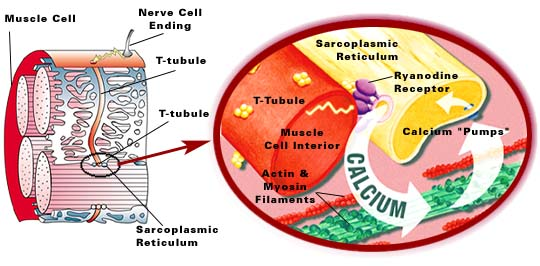 Muscle Cell
Nerve Cell
Ending
T-tubule
T-tubule
Sarcoplasmic
Reticulum
Sarcoplasmic
Reticulum
Ryanodine
Receptor
T-Tubule
Muscle
Cell Interior
Calcium "Pumps"
CALCIUM
Actin &
Myosin
Filaments